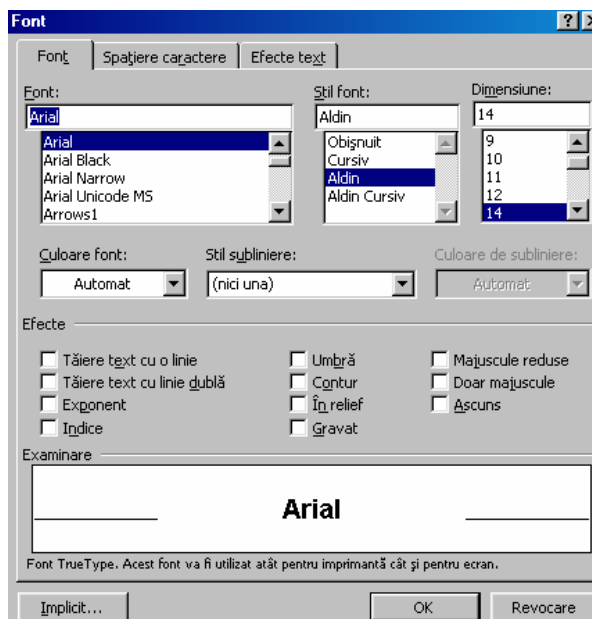 Font
Font Spațiere caractere Efecte text
Font: Stil font: Dimensiune:
Arial Aldin 14
Arial Obișnuit 9
Arial Black Cursiv 10
Arial Narrow Aldin 11
Arial Unicode MS Aldin Cursiv 12
Arrows1 14
Culoare font: Stil subliniere: Culoare de subliniere:
Automat (nici una) Automat
Efecte
Tăiere text cu o linie Umbră Majuscule reduse
Tăiere text cu linie dublă Contur Doar majuscule
Exponent În relief Ascuns
Indice Gravat
Examinare
Arial
Font TrueType. Acest font va fi utilizat atât pentru imprimantă cât și pentru ecran.
Implicit... OK Revocare